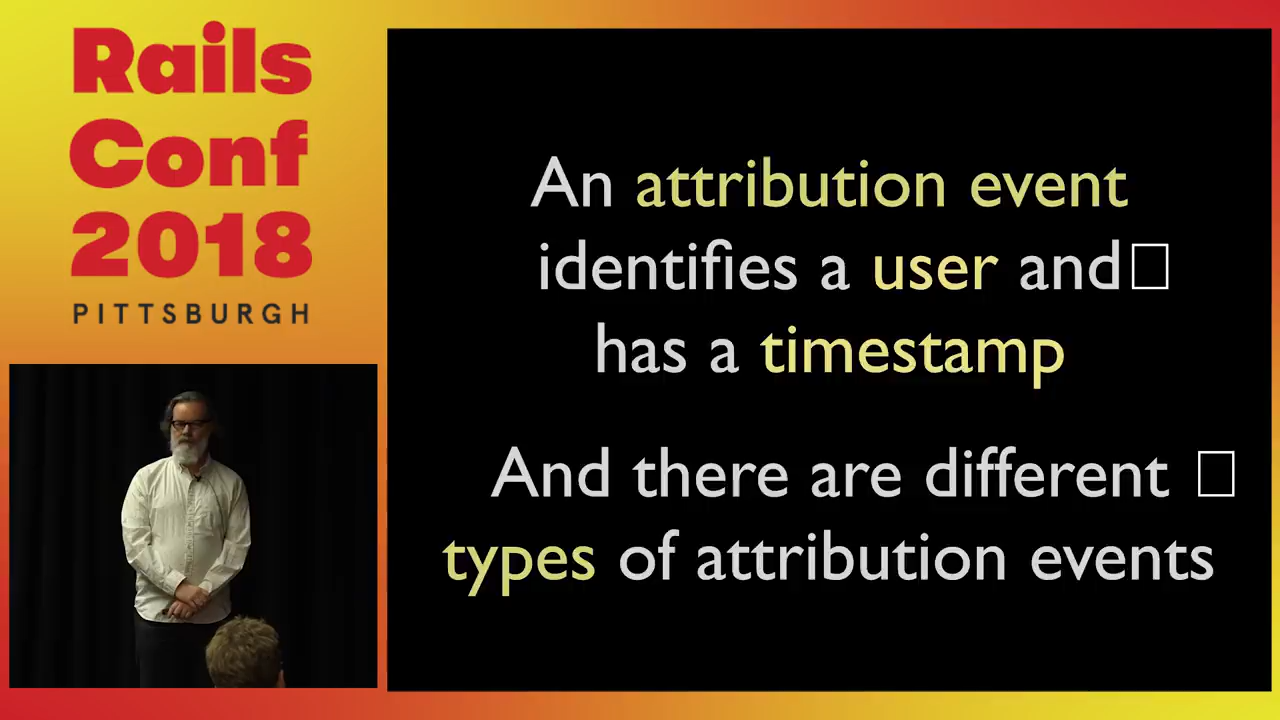 Rails
Conf
2018
PITTSBURGH
An attribution event
identifies a user and□
has a timestamp
And there are different □
types of attribution events